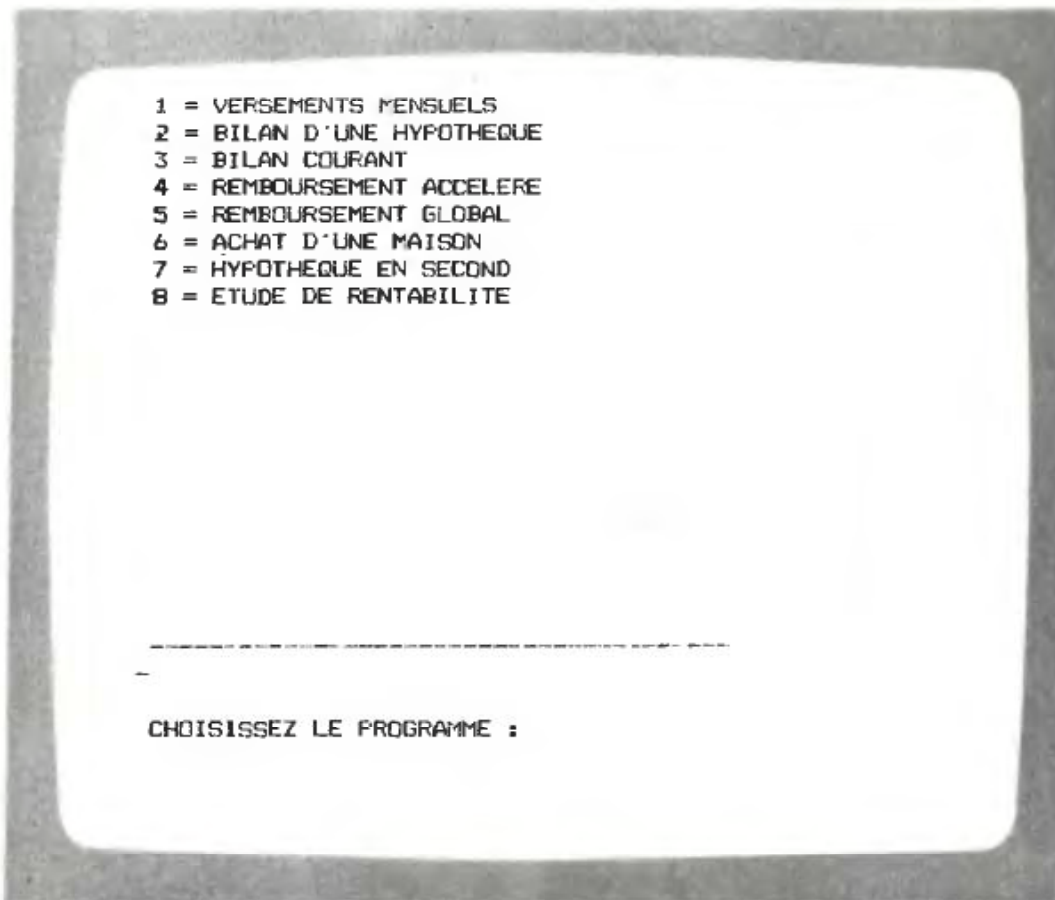 1 = VERSEMENTS MENSUELS
2 = BILAN D'UNE HYPOTHEQUE
3 = BILAN COURANT
4 = REMBOURSEMENT ACCELERE
5 = REMBOURSEMENT GLOBAL
6 = ACHAT D'UNE MAISON
7 = HYPOTHEQUE EN SECOND
8 = ETUDE DE RENTABILITE
CHOISISSEZ LE PROGRAMME :